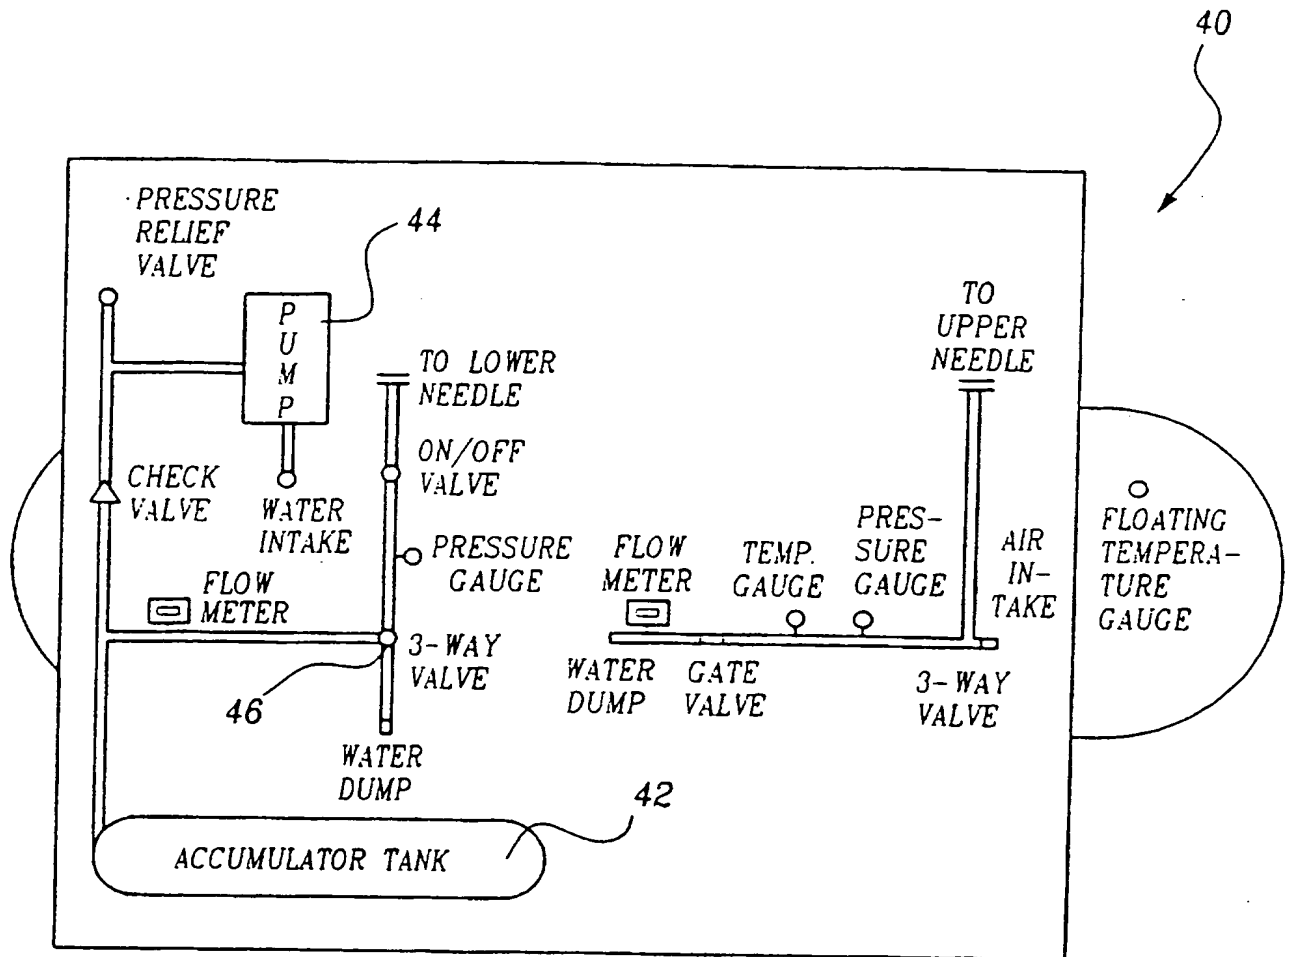 40
PRESSURE
RELIEF
VALVE
44
P
U
M
P
TO LOWER
NEEDLE
ON/OFF
VALVE
CHECK
VALVE
WATER
INTAKE
PRESSURE
GAUGE
FLOW
METER
3-WAY
VALVE
46
WATER
DUMP
42
ACCUMULATOR TANK
TO
UPPER
NEEDLE
FLOW
METER
TEMP.
GAUGE
PRES-
SURE
GAUGE
AIR
IN-
TAKE
WATER
DUMP
GATE
VALVE
3-WAY
VALVE
FLOATING
TEMPERA-
TURE
GAUGE